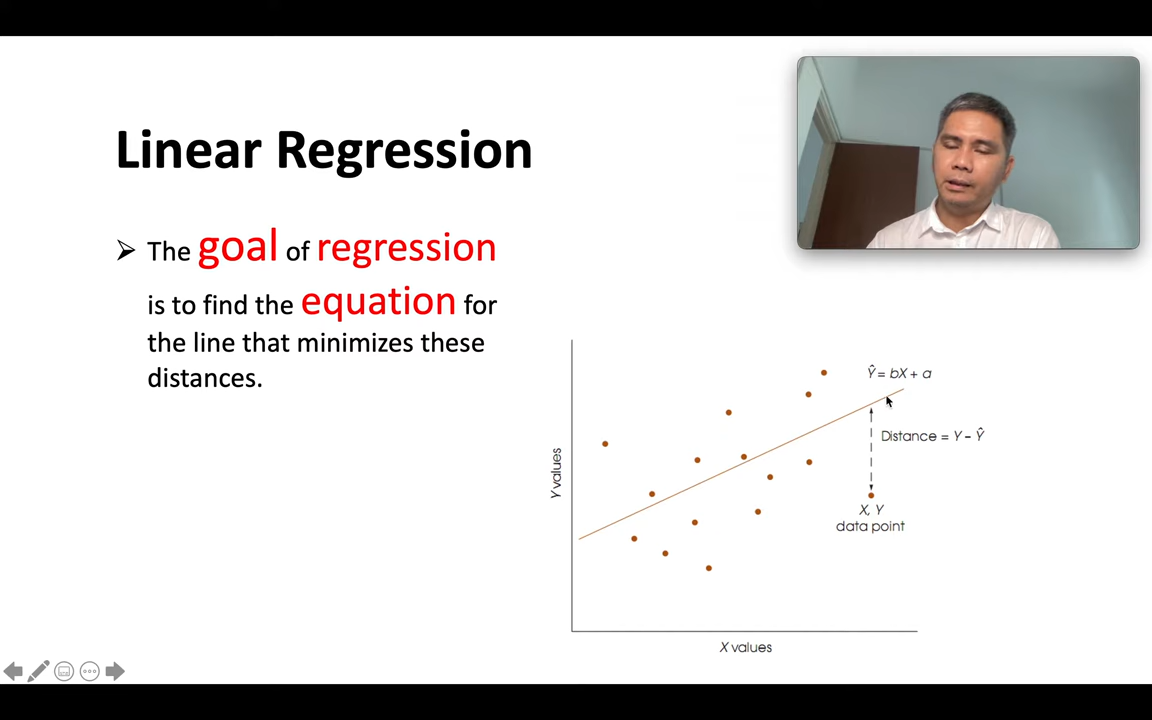 Linear Regression
➢ The goal of regression
is to find the equation for
the line that minimizes these
distances.
Ŷ = bX + a
Distance = Y – Ŷ
X, Y
data point
Y values
X values